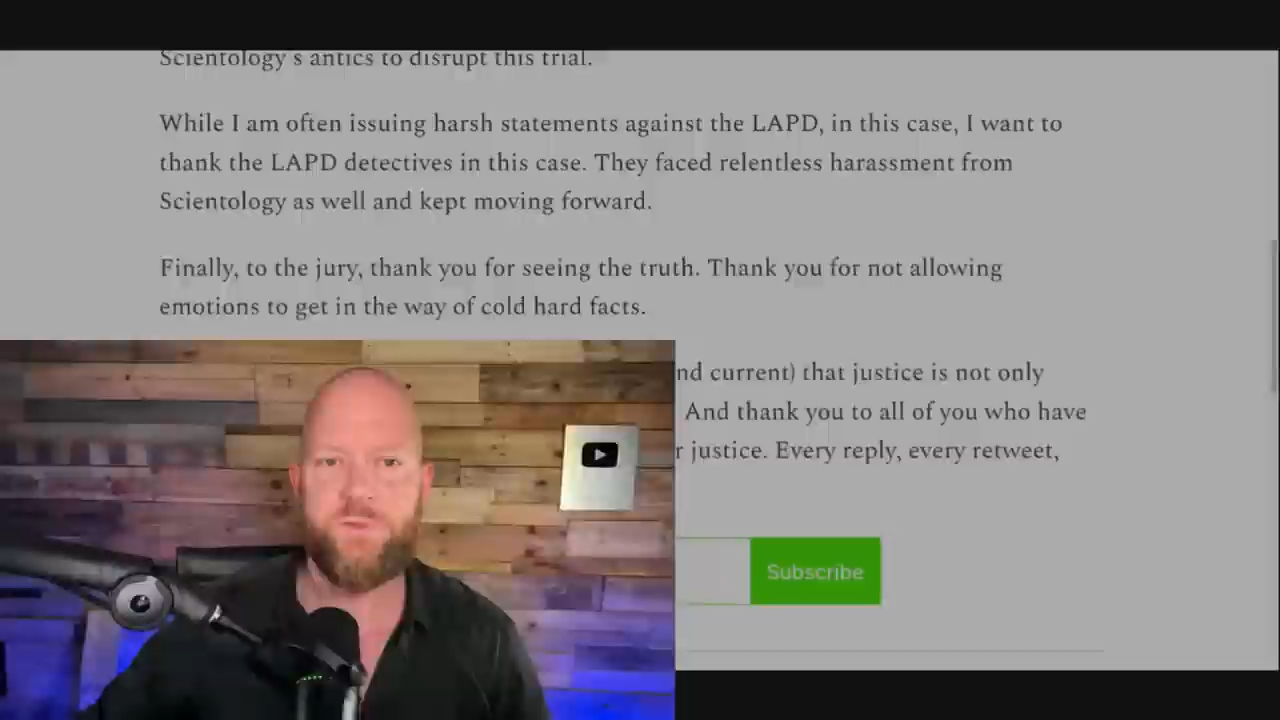 Scientology's antics to disrupt this trial.
While I am often issuing harsh statements against the LAPD, in this case, I want to
thank the LAPD detectives in this case. They faced relentless harassment from
Scientology as well and kept moving forward.
Finally, to the jury, thank you for seeing the truth. Thank you for not allowing
emotions to get in the way of cold hard facts.
nd current) that justice is not only
And thank you to all of you who have
r justice. Every reply, every retweet,
Subscribe